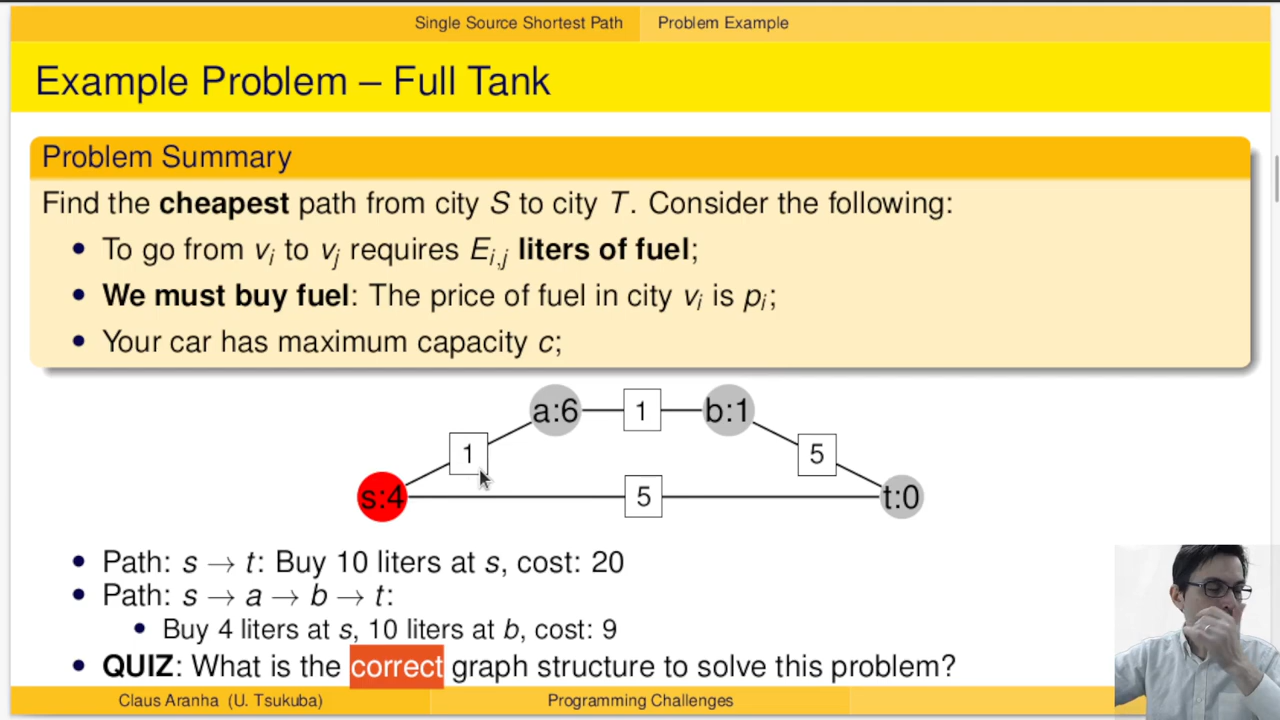 Single Source Shortest Path Problem Example
Example Problem – Full Tank
Problem Summary
Find the cheapest path from city S to city T. Consider the following:
• To go from vi to vj requires Ei,j liters of fuel;
• We must buy fuel: The price of fuel in city vi is pi;
• Your car has maximum capacity c;
a:6 1 b:1
1 5
s:4 5 t:0
• Path: s → t: Buy 10 liters at s, cost: 20
• Path: s → a → b → t:
• Buy 4 liters at s, 10 liters at b, cost: 9
• QUIZ: What is the correct graph structure to solve this problem?
Claus Aranha (U. Tsukuba) Programming Challenges